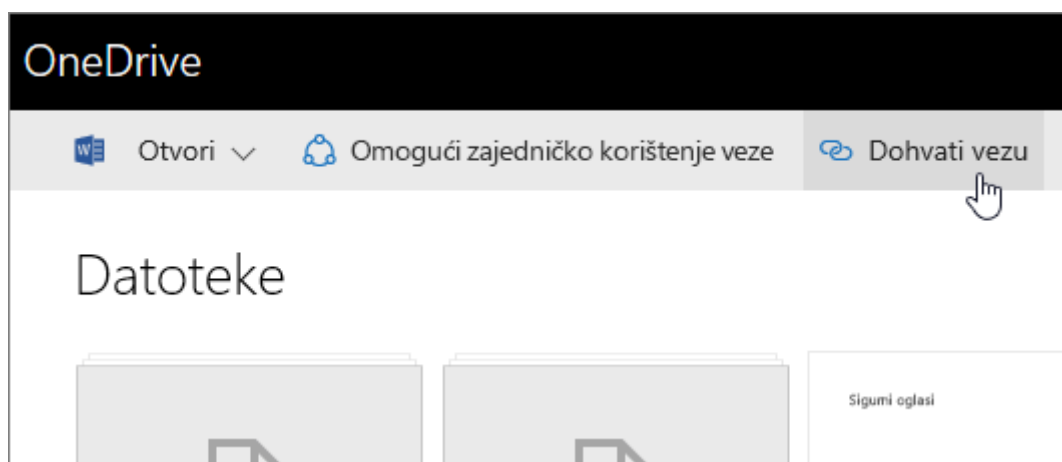 OneDrive
Otvori Omogući zajedničko korištenje veze Dohvati vezu
Datoteke
Sigurni oglasi